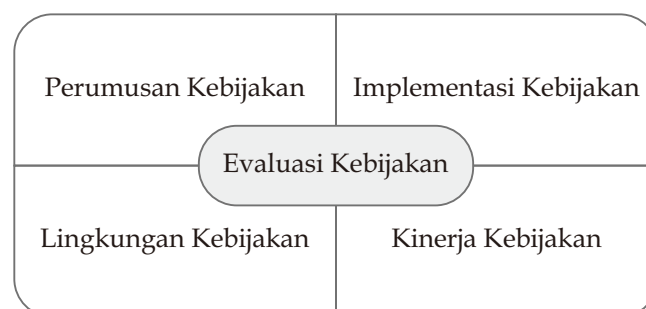 Perumusan Kebijakan
Implementasi Kebijakan
Evaluasi Kebijakan
Lingkungan Kebijakan
Kinerja Kebijakan